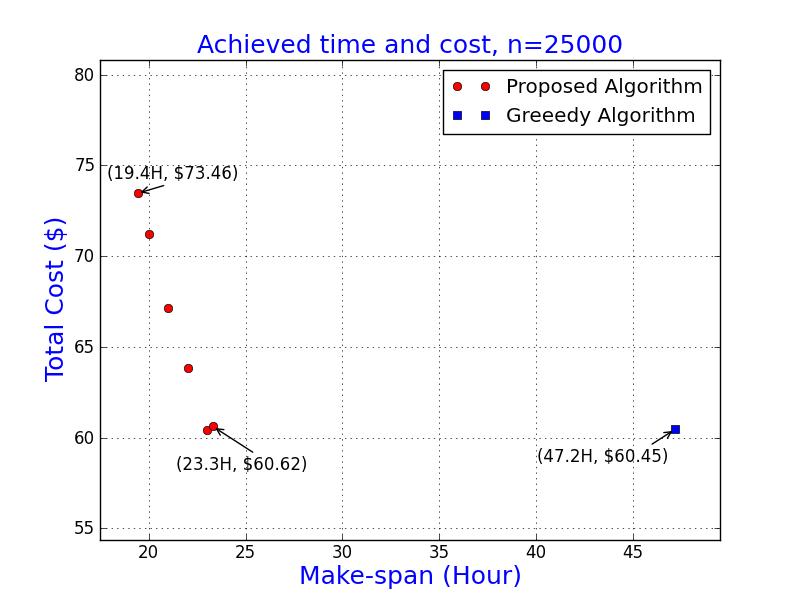 Achieved time and cost, n=25000
Proposed Algorithm
Greeedy Algorithm
(19.4H, $73.46)
(23.3H, $60.62)
(47.2H, $60.45)
Total Cost ($)
80
75
70
65
60
55
20 25 30 35 40 45
Make-span (Hour)